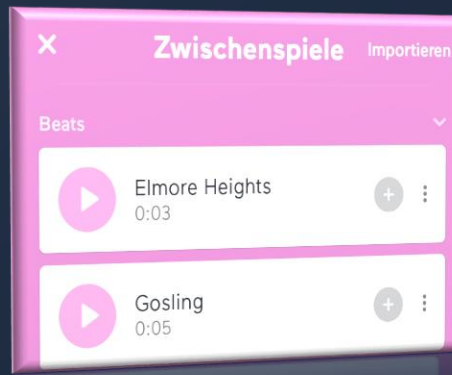 Zwischenspiele Importieren
Beats
Elmore Heights
0:03
Gosling
0:05